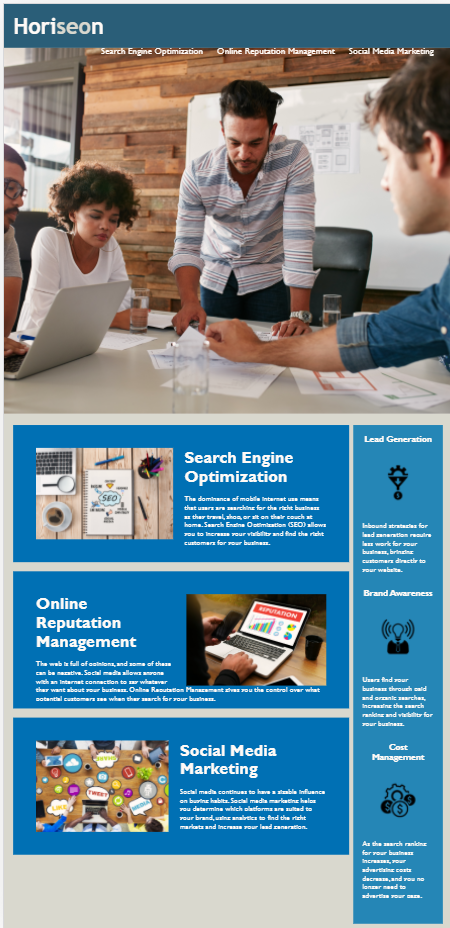 Horiseon
Search Engine Optimization Online Reputation Management Social Media Marketing
Search Engine
Optimization
The dominance of mobile internet use means
that users are searching for the right business
as they travel, shop, or sit on their couch at
home. Search Engine Optimization (SEO) allows
you to increase your visibility and find the right
customers for your business.
SEO
Online
Reputation
Management
The web is full of opinions, and some of these
can be negative. Social media allows anyone
with an internet connection to say whatever
they want about your business. Online Reputation Management gives you the control over what
potential customers see when they search for your business.
REPUTATION
Social Media
Marketing
Social media continues to have a sizable influence
on buying habits. Social media marketing helps
you determine which platforms are suited to
your brand, using analytics to find the right
markets and increase your lead generation.
LIKE
TWEET
MEDIA
Lead Generation
Inbound strategies for
lead generation require
less work for your
business, bringing
customers directly to
your website.
Brand Awareness
Users find your
business through paid
and organic searches,
increasing the search
ranking and visibility for
your business.
Cost
Management
As the search ranking
for your business
increases, your
advertising costs
decrease, and you no
longer need to
advertise your page.